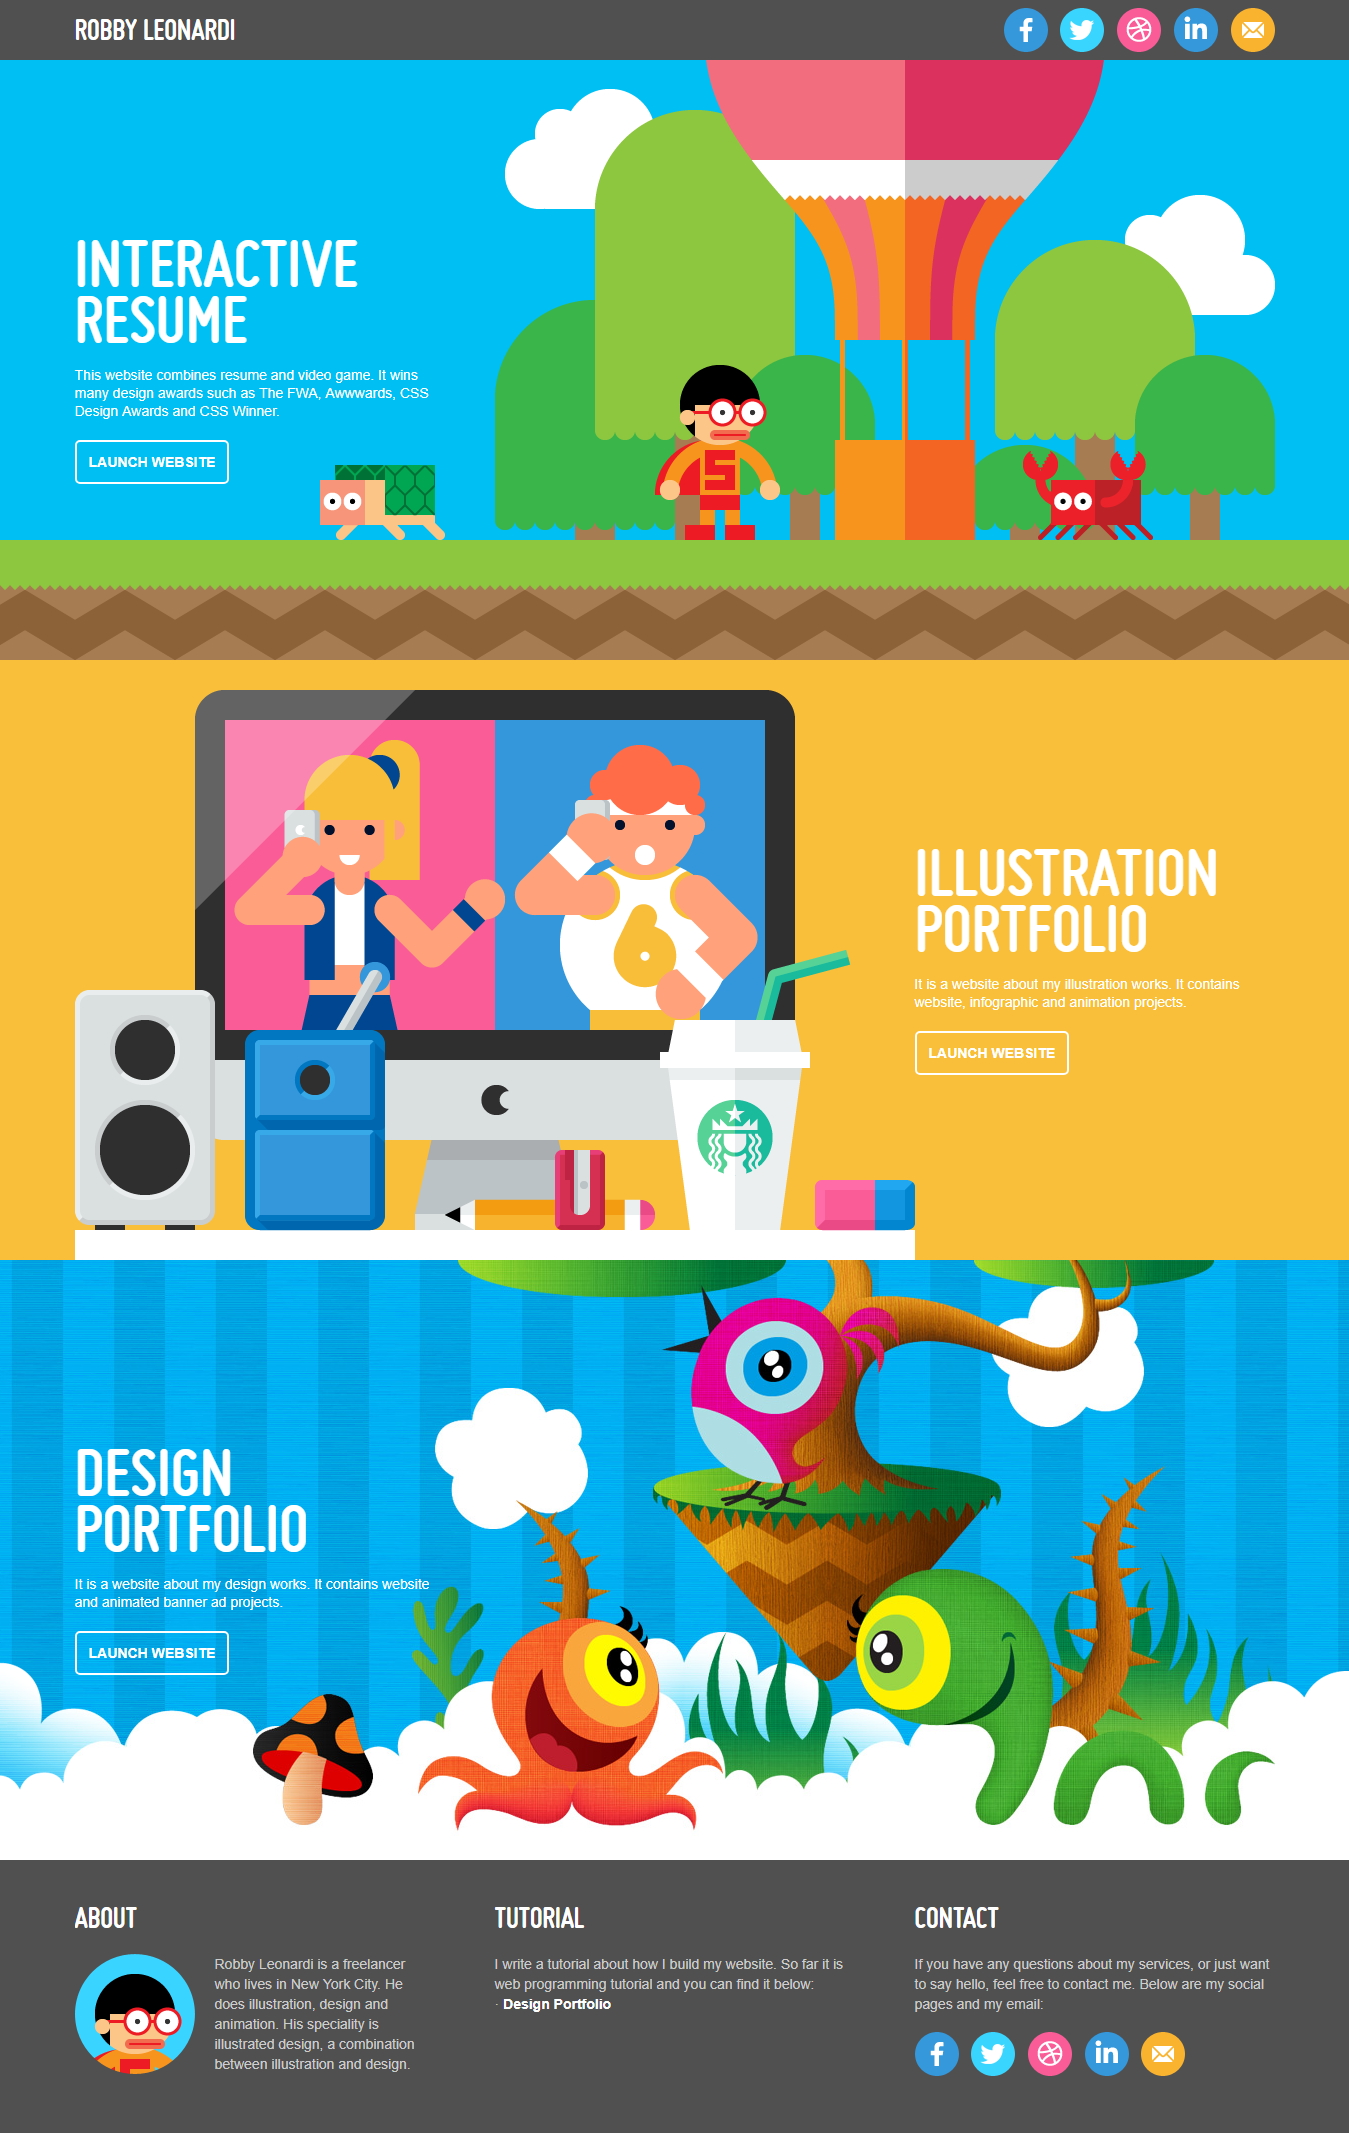 ROBBY LEONARDI
INTERACTIVE
RESUME
This website combines resume and video game. It wins
many design awards such as The FWA, Awwwards, CSS
Design Awards and CSS Winner.
LAUNCH WEBSITE
S
6
ILLUSTRATION
PORTFOLIO
It is a website about my illustration works. It contains
website, infographic and animation projects.
LAUNCH WEBSITE
DESIGN
PORTFOLIO
It is a website about my design works. It contains website
and animated banner ad projects.
LAUNCH WEBSITE
ABOUT
Robby Leonardi is a freelancer
who lives in New York City. He
does illustration, design and
animation. His speciality is
illustrated design, a combination
between illustration and design.
TUTORIAL
I write a tutorial about how I build my website. So far it is
web programming tutorial and you can find it below:
· Design Portfolio
CONTACT
If you have any questions about my services, or just want
to say hello, feel free to contact me. Below are my social
pages and my email: